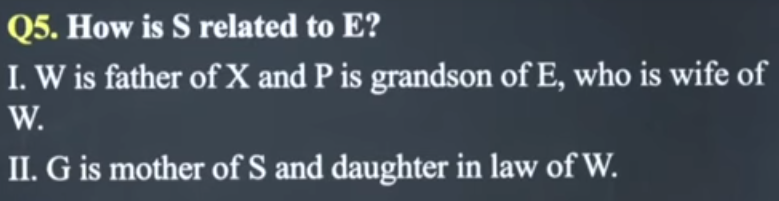 Q5. How is S related to E?
I. W is father of X and P is grandson of E, who is wife of
W.
II. G is mother of S and daughter in law of W.